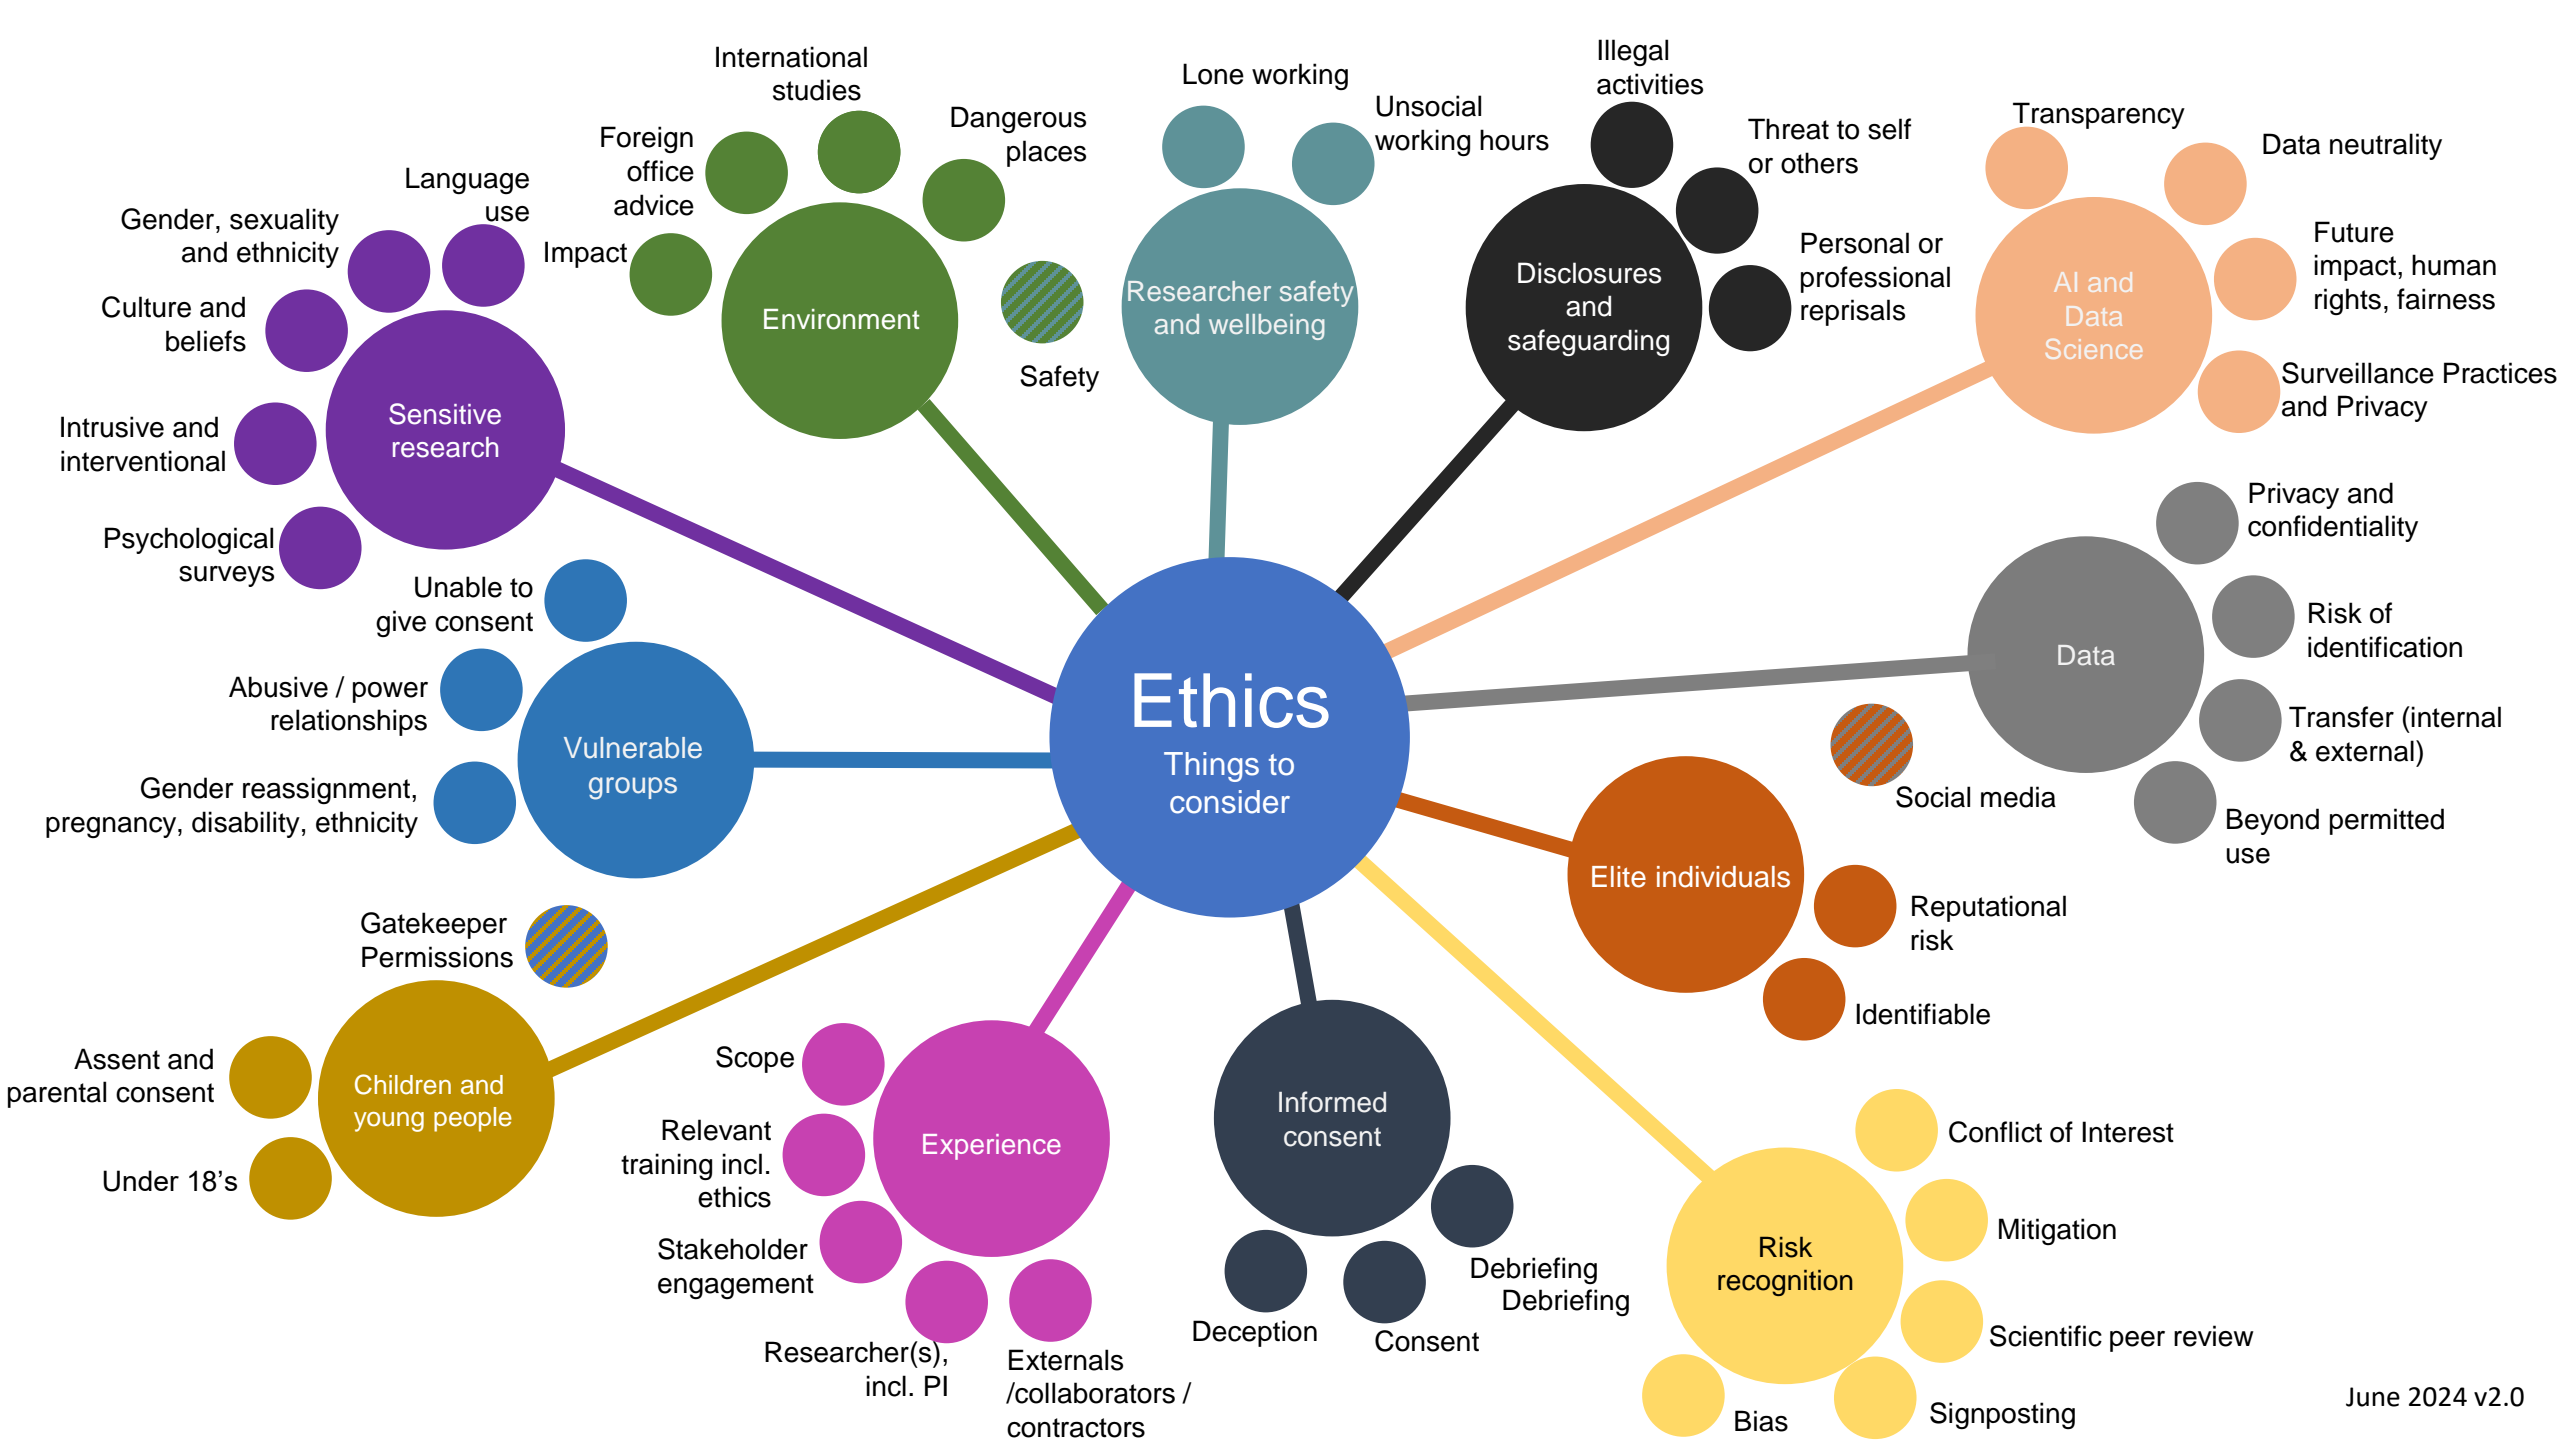 Ethics
Things to
consider
Sensitive
research
Language
use
Gender, sexuality
and ethnicity
Culture and
beliefs
Intrusive and
interventional
Psychological
surveys
Environment
Impact
Foreign
office
advice
International
studies
Dangerous
places
Safety
Researcher safety
and wellbeing
Lone working
Unsocial
working hours
Disclosures
and
safeguarding
Illegal
activities
Threat to self
or others
Personal or
professional
reprisals
AI and
Data
Science
Transparency
Data neutrality
Future
impact, human
rights, fairness
Surveillance Practices
and Privacy
Data
Privacy and
confidentiality
Risk of
identification
Transfer (internal
& external)
Beyond permitted
use
Social media
Elite individuals
Reputational
risk
Identifiable
Risk
recognition
Conflict of Interest
Mitigation
Scientific peer review
Signposting
Bias
Informed
consent
Debriefing
Debriefing
Consent
Deception
Experience
Scope
Relevant
training incl.
ethics
Stakeholder
engagement
Researcher(s),
incl. PI
Externals
/collaborators /
contractors
Children and
young people
Gatekeeper
Permissions
Assent and
parental consent
Under 18’s
Vulnerable
groups
Unable to
give consent
Abusive / power
relationships
Gender reassignment,
pregnancy, disability, ethnicity
June 2024 v2.0